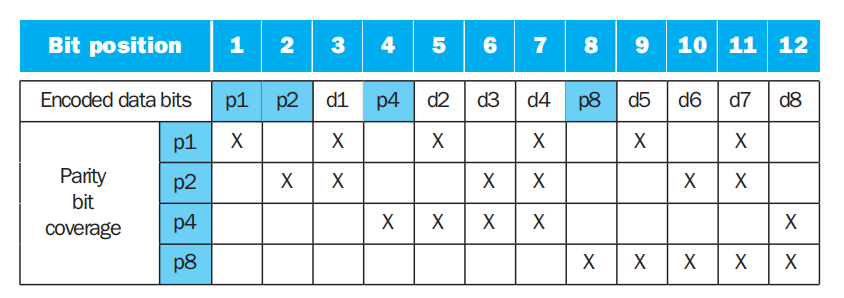 Bit position 1 2 3 4 5 6 7 8 9 10 11 12
Encoded data bits p1 p2 d1 p4 d2 d3 d4 p8 d5 d6 d7 d8
Parity bit coverage
p1 X X X X X X
p2 X X X X X X
p4 X X X X X
p8 X X X X X